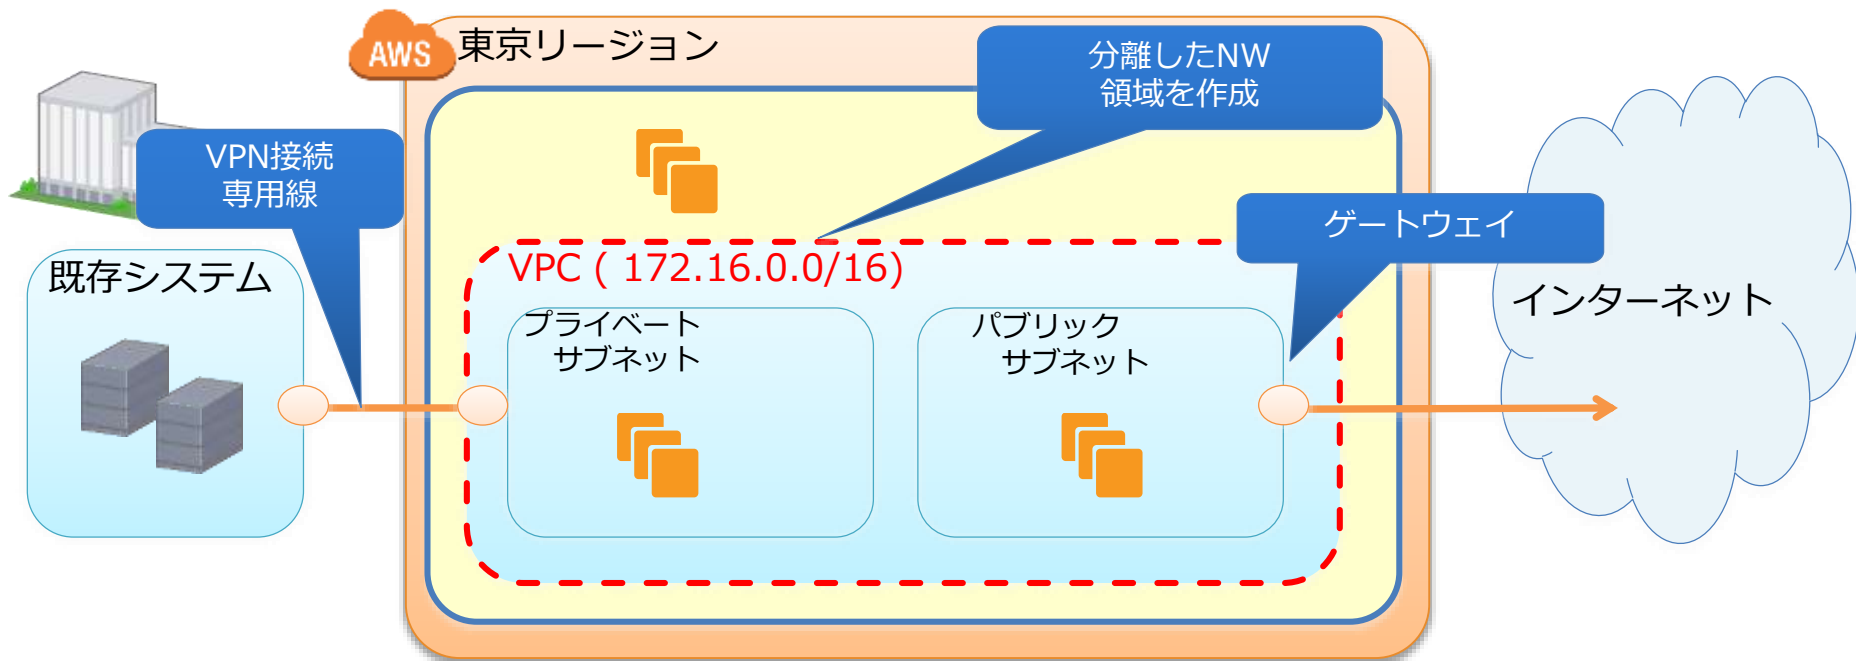 AWS
東京リージョン
分離したNW
領域を作成
VPN接続
専用線
ゲートウェイ
既存システム
VPC ( 172.16.0.0/16)
インターネット
プライベート
サブネット
パブリック
サブネット